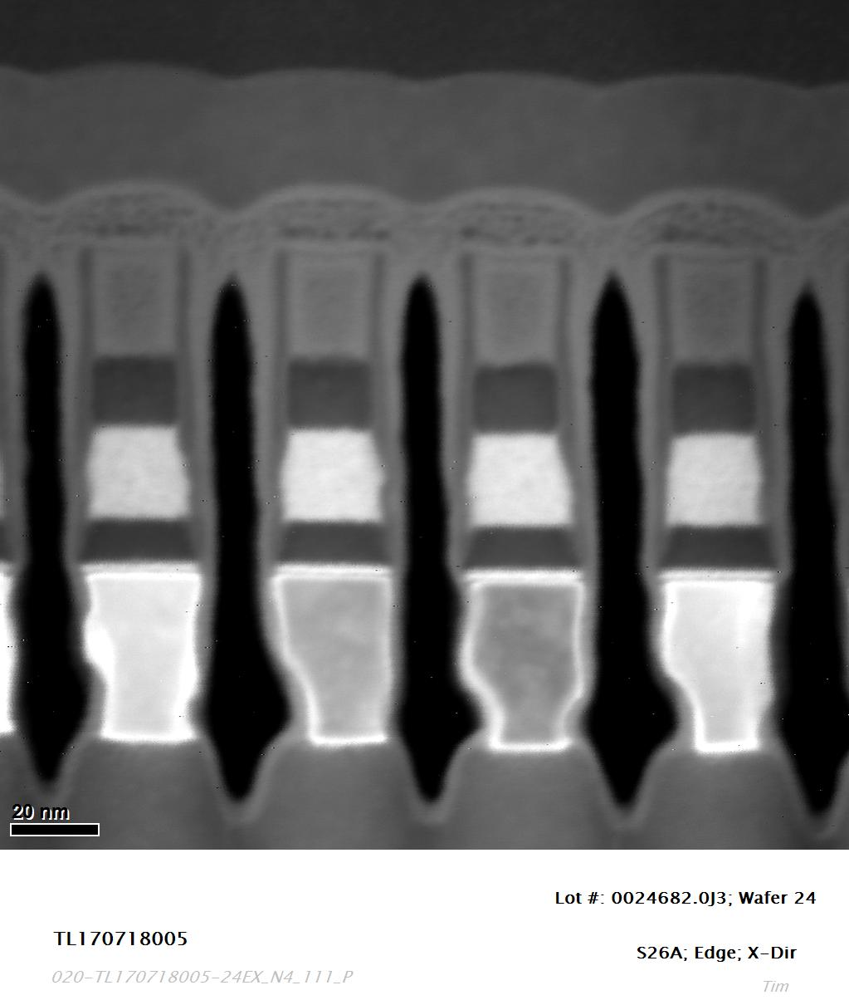 20 nm
Lot #: 0024682.0J3; Wafer 24
TL170718005
S26A; Edge; X-Dir
020-TL170718005-24EX_N4_111_P
Tim